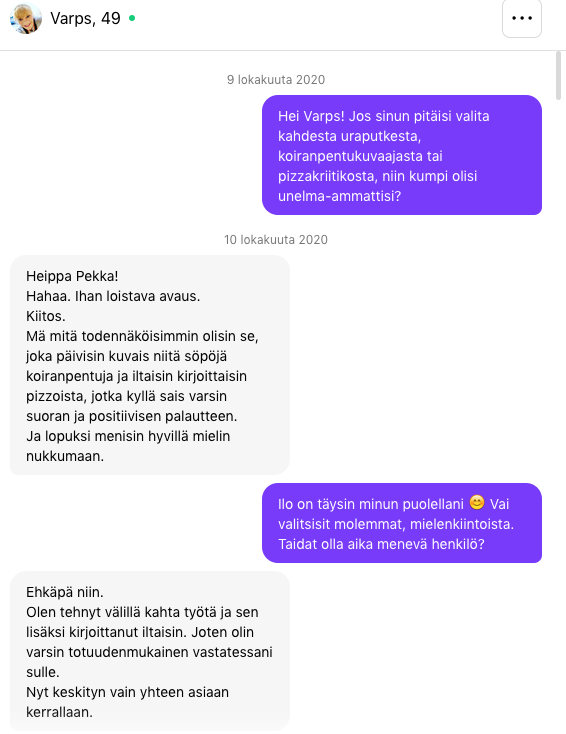 Varps, 49
9 lokakuuta 2020
Hei Varps! Jos sinun pitäisi valita
kahdesta uraputkesta,
koiranpentukuvaajasta tai
pizzakriitikosta, niin kumpi olisi
unelma-ammattisi?
10 lokakuuta 2020
Heippa Pekka!
Hahaa. Ihan loistava avaus.
Kiitos.
Mä mitä todennäköisimmin olisin se,
joka päivisin kuvais niitä söpöjä
koiranpentuja ja iltaisin kirjoittaisin
pizzoista, jotka kyllä sais varsin
suoran ja positiivisen palautteen.
Ja lopuksi menisin hyvillä mielin
nukkumaan.
Ilo on täysin minun puolellani 😊 Vai
valitsisit molemmat, mielenkiintoista.
Taidat olla aika menevä henkilö?
Ehkäpä niin.
Olen tehnyt välillä kahta työtä ja sen
lisäksi kirjoittanut iltaisin. Joten olin
varsin totuudenmukainen vastatessani
sulle.
Nyt keskityn vain yhteen asiaan
kerrallaan.